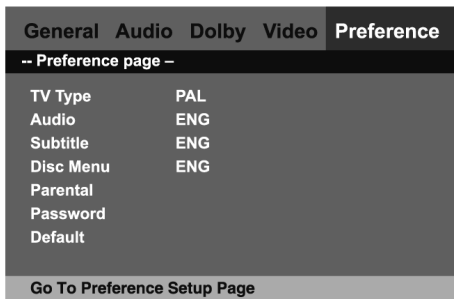 General Audio Dolby Video Preference
-- Preference page –
TV Type PAL
Audio ENG
Subtitle ENG
Disc Menu ENG
Parental
Password
Default
Go To Preference Setup Page